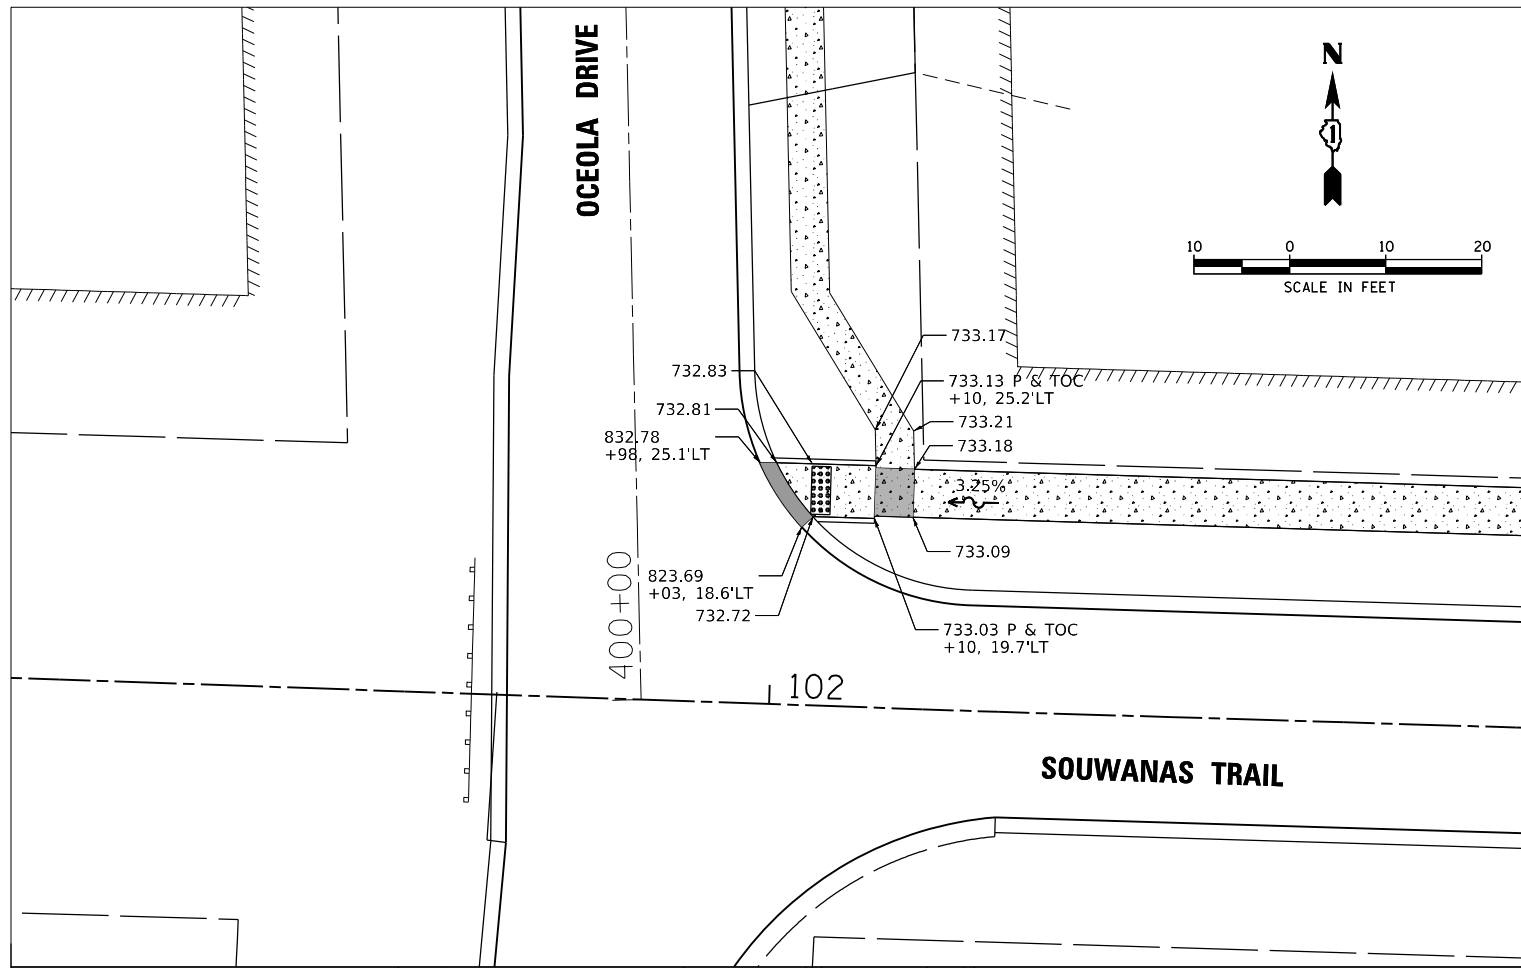 OCEOLA DRIVE
N
1
10 0 10 20
SCALE IN FEET
733.17
732.83
733.13 P & TOC
+10, 25.2'LT
732.81
733.21
832.78
+98, 25.1'LT
733.18
3.25%
733.09
823.69
+03, 18.6'LT
732.72
733.03 P & TOC
+10, 19.7'LT
400+00
102
SOUWANAS TRAIL